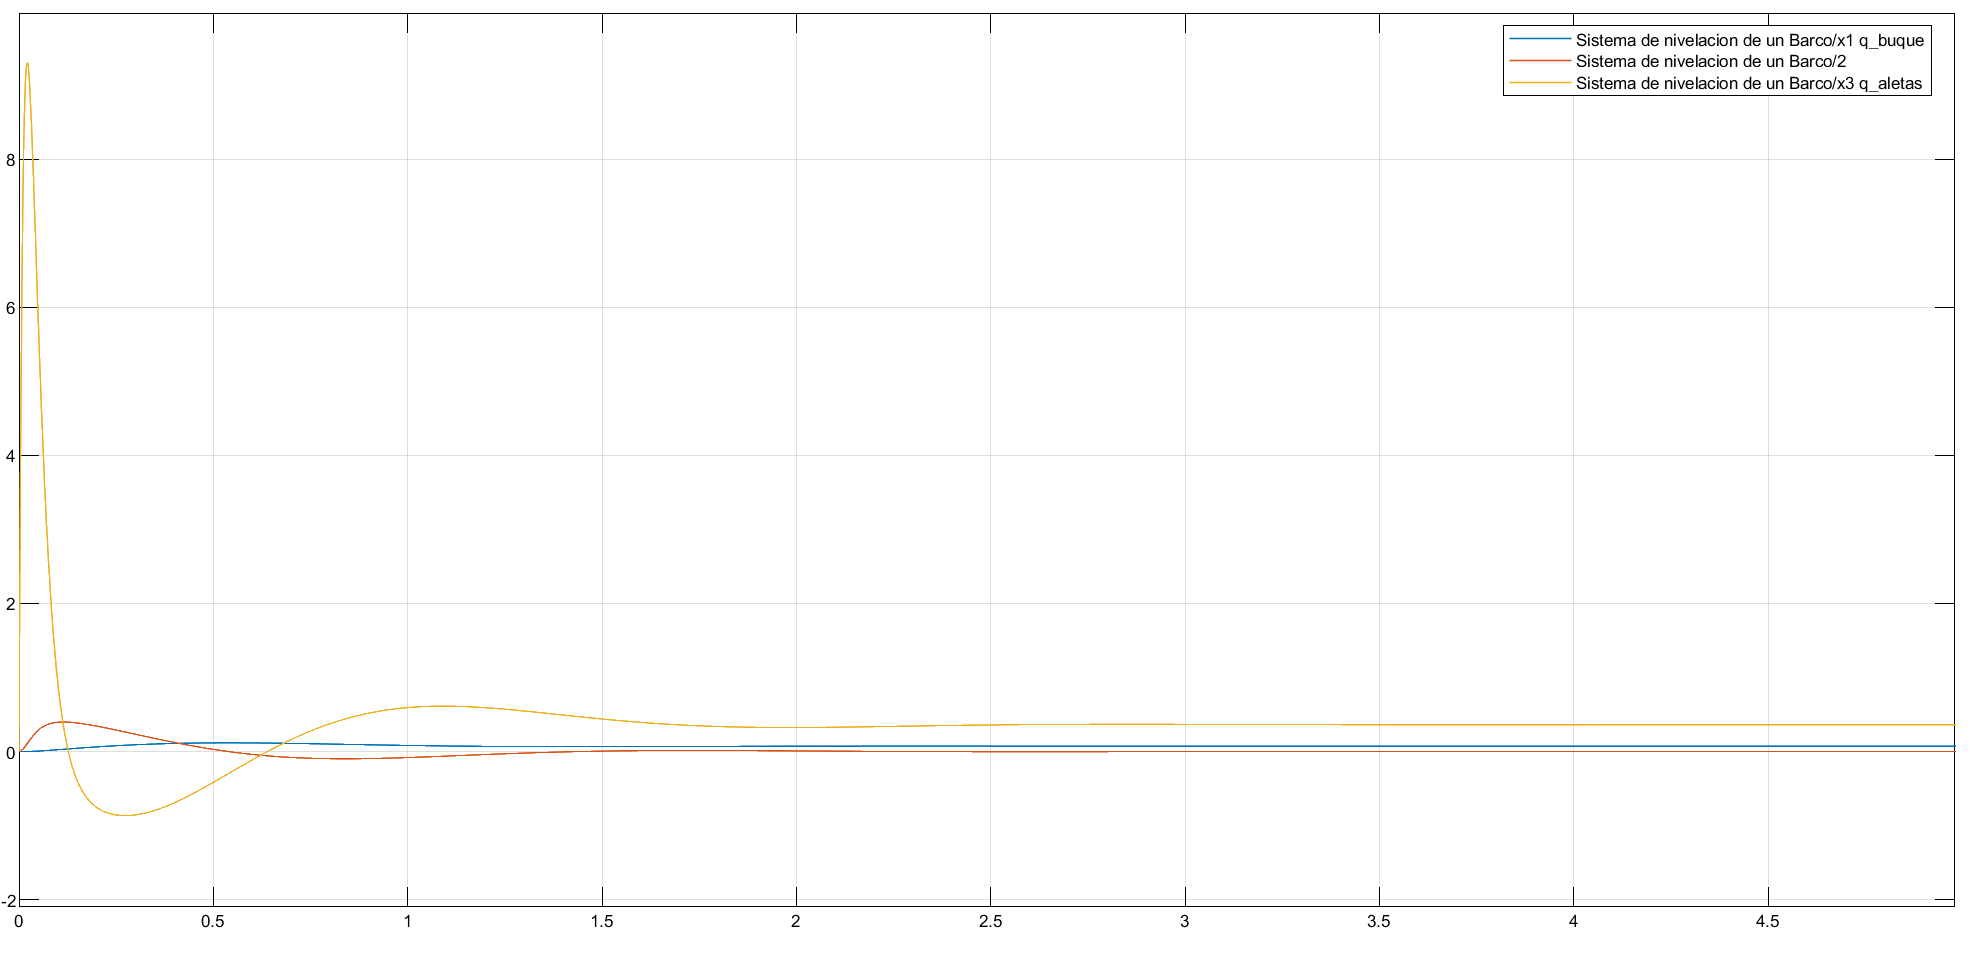 Sistema de nivelacion de un Barco/x1 q_buque
Sistema de nivelacion de un Barco/2
Sistema de nivelacion de un Barco/x3 q_aletas
8
6
4
2
0
-2
0 0.5 1 1.5 2 2.5 3 3.5 4 4.5